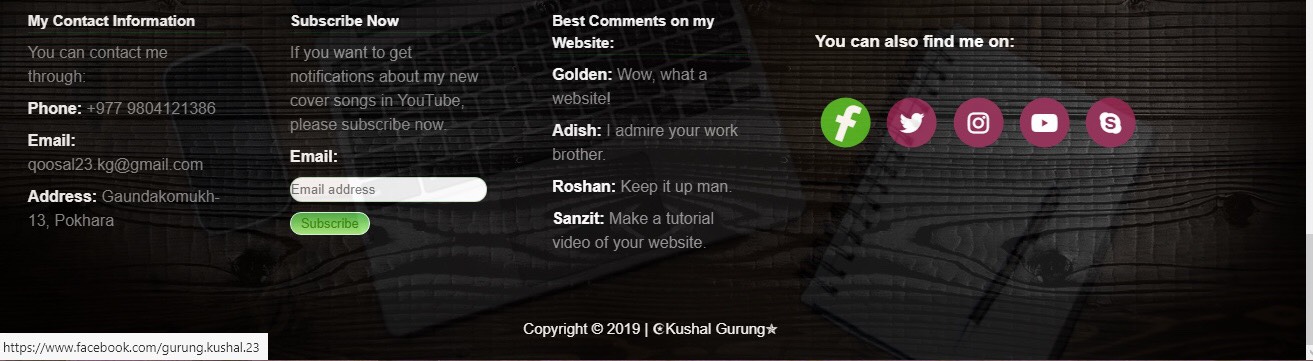 My Contact Information
You can contact me
through:
Phone: +977 9804121386
Email:
qoosal23.kg@gmail.com
Address: Gaundakomukh-
13, Pokhara
Subscribe Now
If you want to get
notifications about my new
cover songs in YouTube,
please subscribe now.
Email:
Email address
Subscribe
Best Comments on my
Website:
Golden: Wow, what a
website!
Adish: I admire your work
brother.
Roshan: Keep it up man.
Sanzit: Make a tutorial
video of your website.
You can also find me on:
Copyright © 2019 | ☪Kushal Gurung✯
https://www.facebook.com/gurung.kushal.23